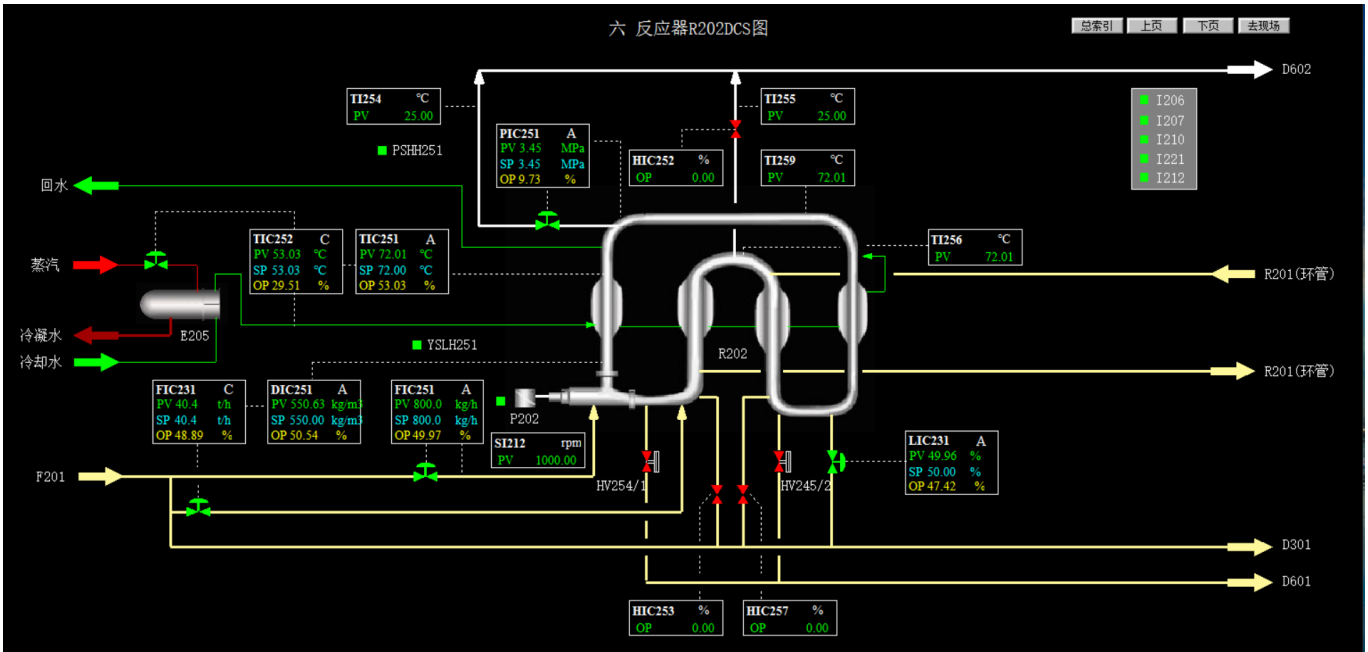 六 反应器R202DCS图
总索引 上页 下页 去现场
D602
TI254 ℃
PV 25.00
TI255 ℃
PV 25.00
I206
I207
I210
I221
I212
PSHH251
PIC251 A
PV 3.45 MPa
SP 3.45 MPa
OP 9.73 %
HIC252 %
OP 0.00
TI259 ℃
PV 72.01
回水
TIC252 C
PV 53.03 ℃
SP 53.03 ℃
OP 29.51 %
TIC251 A
PV 72.01 ℃
SP 72.00 ℃
OP 53.03 %
TI256 ℃
PV 72.01
蒸汽
R201(环管)
冷凝水
E205
冷却水
YSLH251
R202
R201(环管)
FIC231 C
PV 40.4 t/h
SP 40.4 t/h
OP 48.89 %
DIC251 A
PV 550.63 kg/m3
SP 550.00 kg/m3
OP 50.54 %
FIC251 A
PV 800.0 kg/h
SP 800.0 kg/h
OP 49.97 %
P202
SI212 rpm
PV 1000.00
LIC231 A
PV 49.96 %
SP 50.00 %
OP 47.42 %
F201
HV254/1
HV245/2
D301
D601
HIC253 %
OP 0.00
HIC257 %
OP 0.00